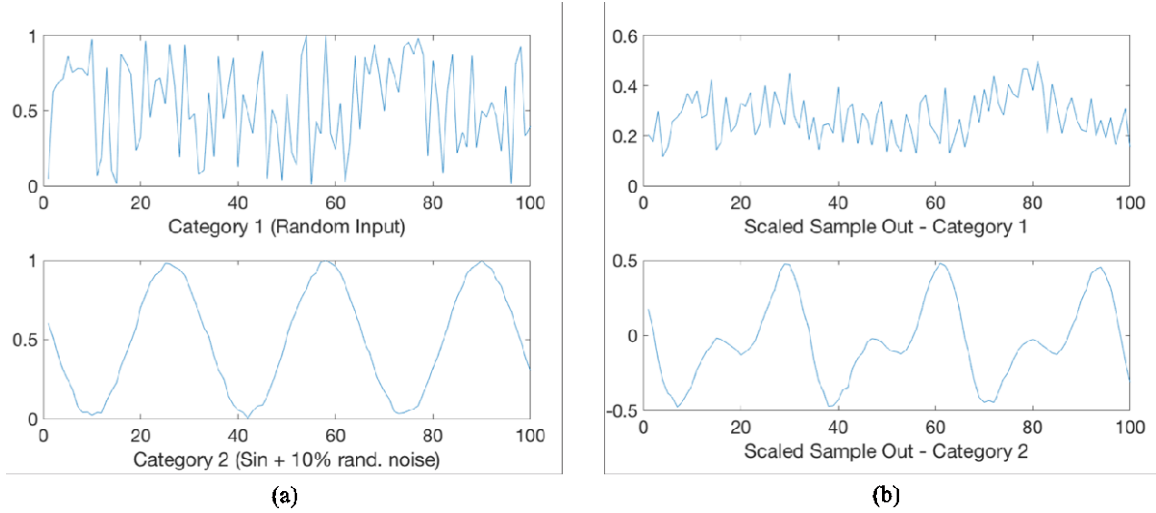 1
0.5
0
0 20 40 60 80 100
Category 1 (Random Input)
1
0.5
0
0 20 40 60 80 100
Category 2 (Sin + 10% rand. noise)
(a)
0.6
0.4
0.2
0
0 20 40 60 80 100
Scaled Sample Out - Category 1
0.5
0
-0.5
0 20 40 60 80 100
Scaled Sample Out - Category 2
(b)